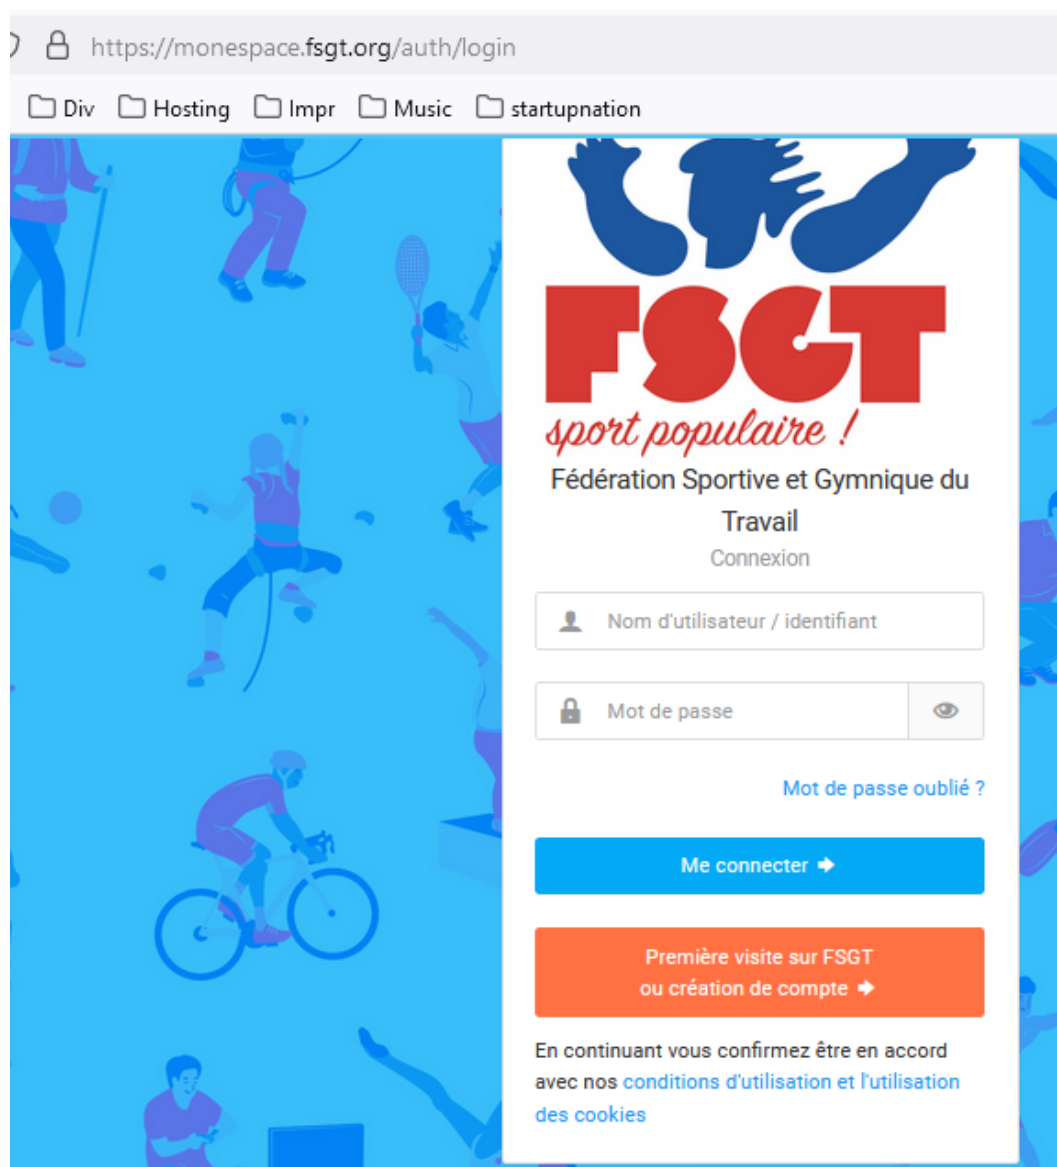 https://monespace.fsgt.org/auth/login
Div Hosting Impr Music startupnation
FSGT
sport populaire !
Fédération Sportive et Gymnique du
Travail
Connexion
Nom d'utilisateur / identifiant
Mot de passe
Mot de passe oublié ?
Me connecter
Première visite sur FSGT
ou création de compte
En continuant vous confirmez être en accord
avec nos conditions d'utilisation et l'utilisation
des cookies